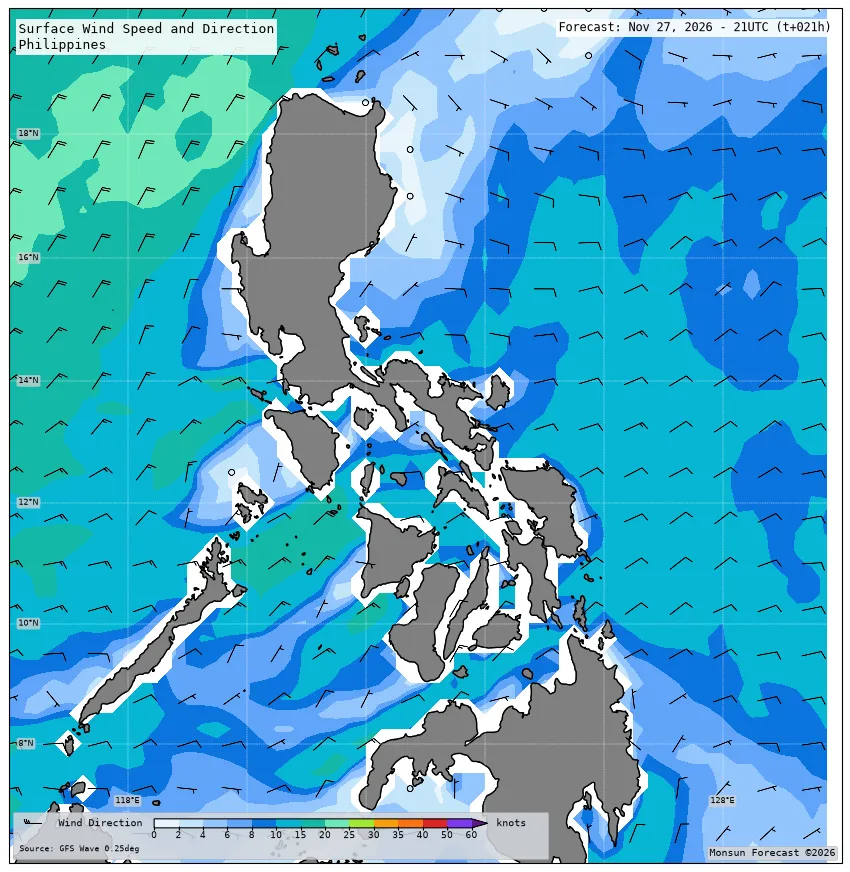 Surface Wind Speed and Direction
Philippines
Forecast: Nov 27, 2026 - 21UTC (t+021h)
18°N
16°N
14°N
12°N
10°N
8°N
118°E
128°E
Wind Direction
0 2 4 6 8 10 15 20 25 30 35 40 50 60
knots
Source: GFS Wave 0.25deg
Monsun Forecast ©2026